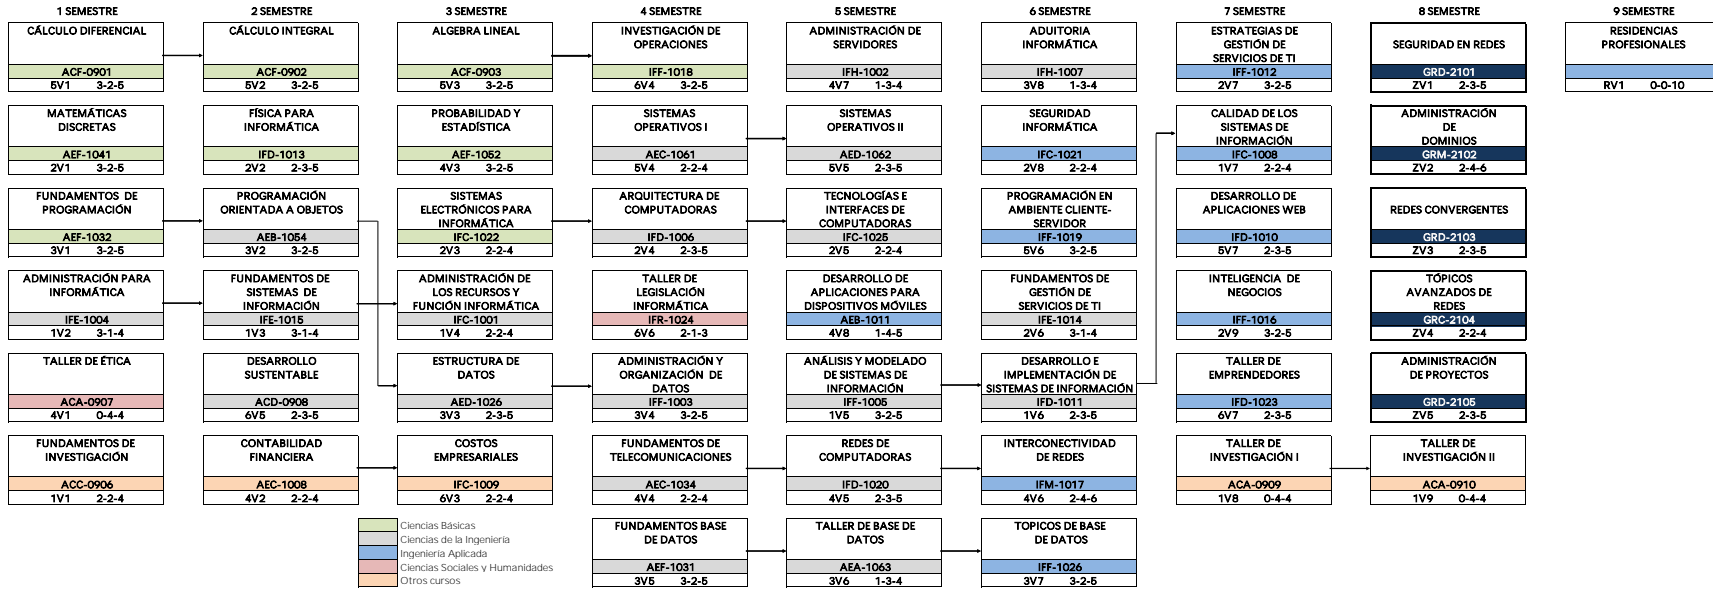 1 SEMESTRE
2 SEMESTRE
3 SEMESTRE
4 SEMESTRE
5 SEMESTRE
6 SEMESTRE
7 SEMESTRE
8 SEMESTRE
9 SEMESTRE
CÁLCULO DIFERENCIAL
ACF-0901
5V1 3-2-5
CÁLCULO INTEGRAL
ACF-0902
5V2 3-2-5
ALGEBRA LINEAL
ACF-0903
5V3 3-2-5
INVESTIGACIÓN DE
OPERACIONES
IFF-1018
6V4 3-2-5
ADMINISTRACIÓN DE
SERVIDORES
IFH-1002
4V7 1-3-4
ADUITORIA
INFORMÁTICA
IFH-1007
3V8 1-3-4
ESTRATEGIAS DE
GESTIÓN DE
SERVICIOS DE TI
IFF-1012
2V7 3-2-5
SEGURIDAD EN REDES
GRD-2101
ZV1 2-3-5
RESIDENCIAS
PROFESIONALES
RV1 0-0-10
MATEMÁTICAS
DISCRETAS
AEF-1041
2V1 3-2-5
FÍSICA PARA
INFORMÁTICA
IFD-1013
2V2 2-3-5
PROBABILIDAD Y
ESTADÍSTICA
AEF-1052
4V3 3-2-5
SISTEMAS
OPERATIVOS I
AEC-1061
5V4 2-2-4
SISTEMAS
OPERATIVOS II
AED-1062
5V5 2-3-5
SEGURIDAD
INFORMÁTICA
IFC-1021
2V8 2-2-4
CALIDAD DE LOS
SISTEMAS DE
INFORMACIÓN
IFC-1008
1V7 2-2-4
ADMINISTRACIÓN
DE
DOMINIOS
GRM-2102
ZV2 2-4-6
FUNDAMENTOS DE
PROGRAMACIÓN
AEF-1032
3V1 3-2-5
PROGRAMACIÓN
ORIENTADA A OBJETOS
AEB-1054
3V2 3-2-5
SISTEMAS
ELECTRÓNICOS PARA
INFORMÁTICA
IFC-1022
2V3 2-2-4
ARQUITECTURA DE
COMPUTADORAS
IFD-1006
2V4 2-3-5
TECNOLOGÍAS E
INTERFACES DE
COMPUTADORAS
IFC-1025
2V5 2-2-4
PROGRAMACIÓN EN
AMBIENTE CLIENTE-
SERVIDOR
IFF-1019
5V6 3-2-5
DESARROLLO DE
APLICACIONES WEB
IFD-1010
5V7 2-3-5
REDES CONVERGENTES
GRD-2103
ZV3 2-3-5
ADMINISTRACIÓN PARA
INFORMÁTICA
IFE-1004
1V2 3-1-4
FUNDAMENTOS DE
SISTEMAS DE
INFORMACIÓN
IFE-1015
1V3 3-1-4
ADMINISTRACIÓN DE
LOS RECURSOS Y
FUNCIÓN INFORMÁTICA
IFC-1001
1V4 2-2-4
TALLER DE
LEGISLACIÓN
INFORMÁTICA
IFR-1024
6V6 2-1-3
DESARROLLO DE
APLICACIONES PARA
DISPOSITIVOS MÓVILES
AEB-1011
4V8 1-4-5
FUNDAMENTOS DE
GESTIÓN DE
SERVICIOS DE TI
IFE-1014
2V6 3-1-4
INTELIGENCIA DE
NEGOCIOS
IFF-1016
2V9 3-2-5
TÓPICOS
AVANZADOS DE
REDES
GRC-2104
ZV4 2-2-4
TALLER DE ÉTICA
ACA-0907
4V1 0-4-4
DESARROLLO
SUSTENTABLE
ACD-0908
6V5 2-3-5
ESTRUCTURA DE
DATOS
AED-1026
3V3 2-3-5
ADMINISTRACIÓN Y
ORGANIZACIÓN DE
DATOS
IFF-1003
3V4 3-2-5
ANÁLISIS Y MODELADO
DE SISTEMAS DE
INFORMACIÓN
IFF-1005
1V5 3-2-5
DESARROLLO E
IMPLEMENTACIÓN DE
SISTEMAS DE INFORMACIÓN
IFD-1011
1V6 2-3-5
TALLER DE
EMPRENDEDORES
IFD-1023
6V7 2-3-5
ADMINISTRACIÓN
DE PROYECTOS
GRD-2105
ZV5 2-3-5
FUNDAMENTOS DE
INVESTIGACIÓN
ACC-0906
1V1 2-2-4
CONTABILIDAD
FINANCIERA
AEC-1008
4V2 2-2-4
COSTOS
EMPRESARIALES
IFC-1009
6V3 2-2-4
FUNDAMENTOS DE
TELECOMUNICACIONES
AEC-1034
4V4 2-2-4
REDES DE
COMPUTADORAS
IFD-1020
4V5 2-3-5
INTERCONECTIVIDAD
DE REDES
IFM-1017
4V6 2-4-6
TALLER DE
INVESTIGACIÓN I
ACA-0909
1V8 0-4-4
TALLER DE
INVESTIGACIÓN II
ACA-0910
1V9 0-4-4
Ciencias Básicas
Ciencias de la Ingeniería
Ingeniería Aplicada
Ciencias Sociales y Humanidades
Otros cursos
FUNDAMENTOS BASE
DE DATOS
AEF-1031
3V5 3-2-5
TALLER DE BASE DE
DATOS
AEA-1063
3V6 1-3-4
TOPICOS DE BASE
DE DATOS
IFF-1026
3V7 3-2-5